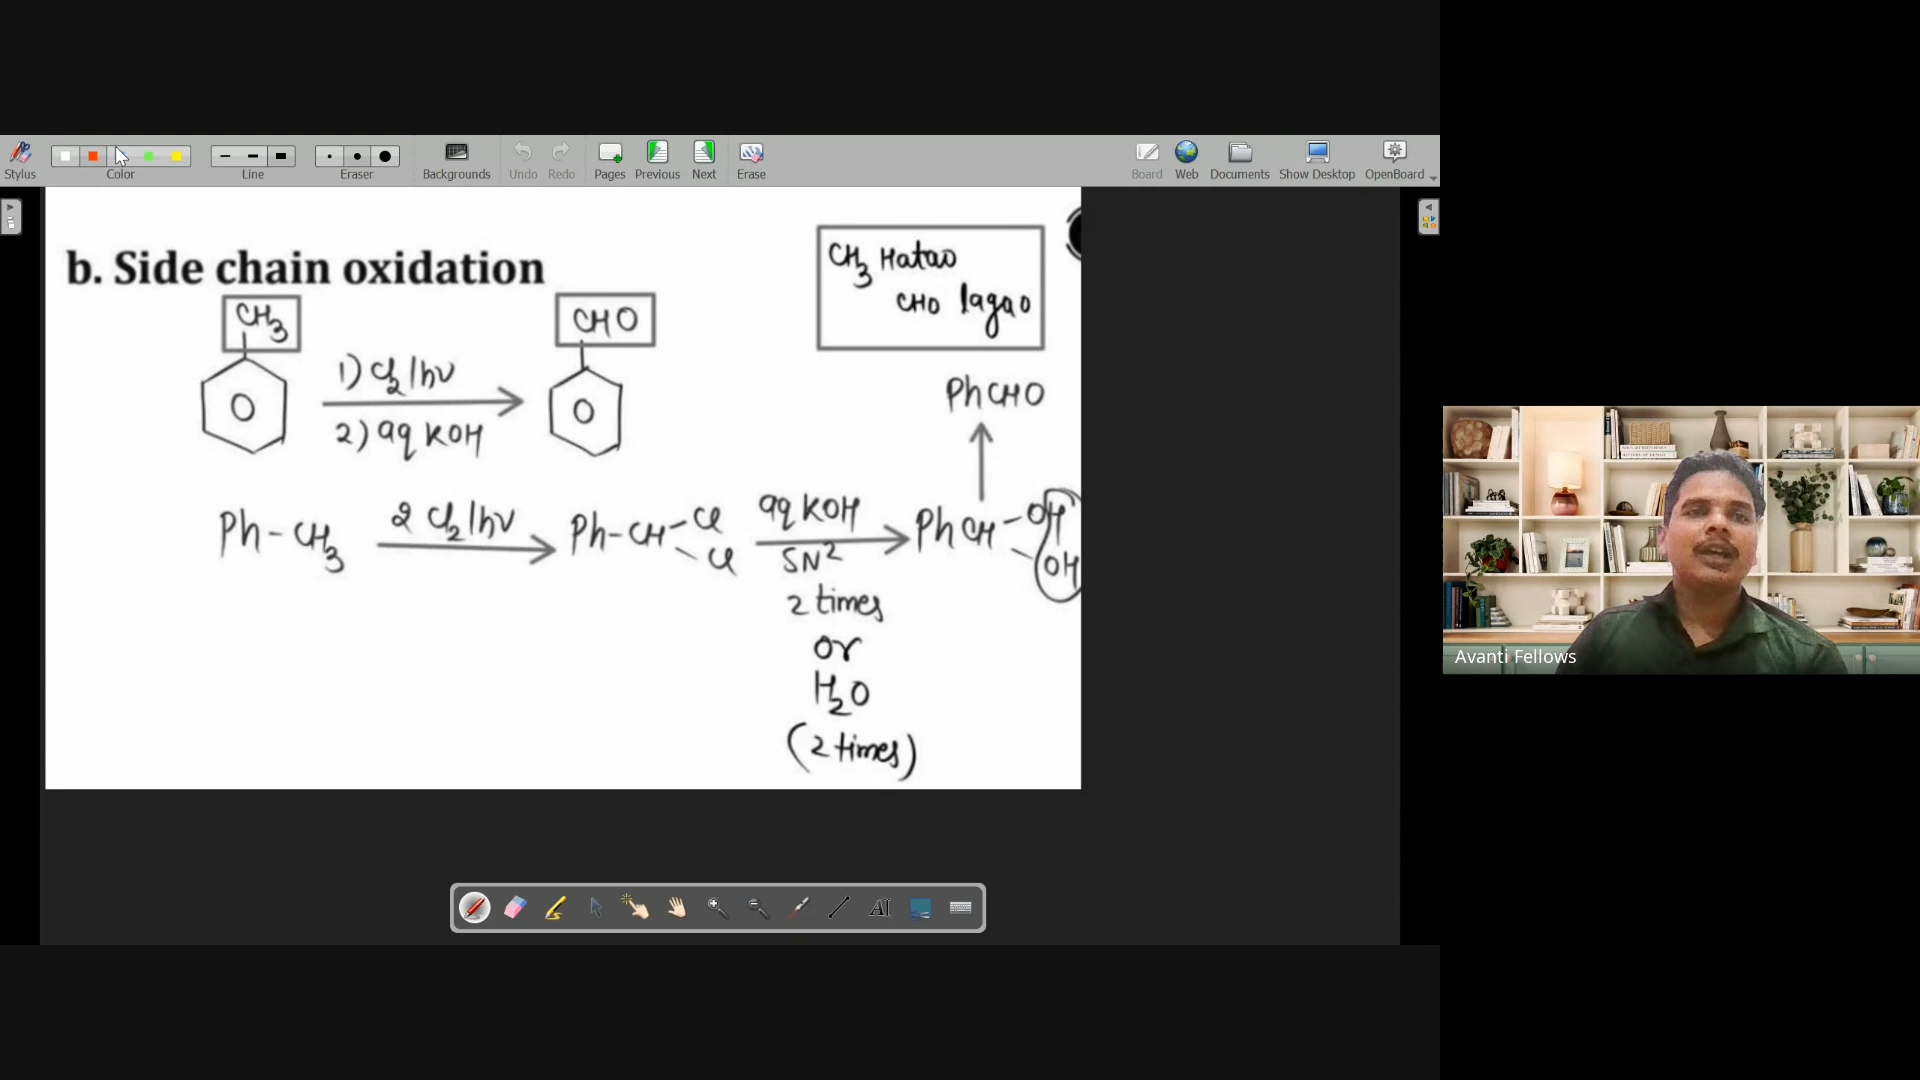 Stylus
Color
Line
Eraser
Backgrounds
Undo
Redo
Pages
Previous
Next
Erase
Board
Web
Documents
Show Desktop
OpenBoard
b. Side chain oxidation
CH3 Hatao
CHO lagao
CH3
CHO
1) Cl2/hν
2) aq KOH
PhCHO
Ph-CH3
2 Cl2/hν
Ph-CH-Cl
-Cl
aq KOH
SN2
2 times
or
H2O
(2 times)
PhCH-OH
-OH
Avanti Fellows
AI